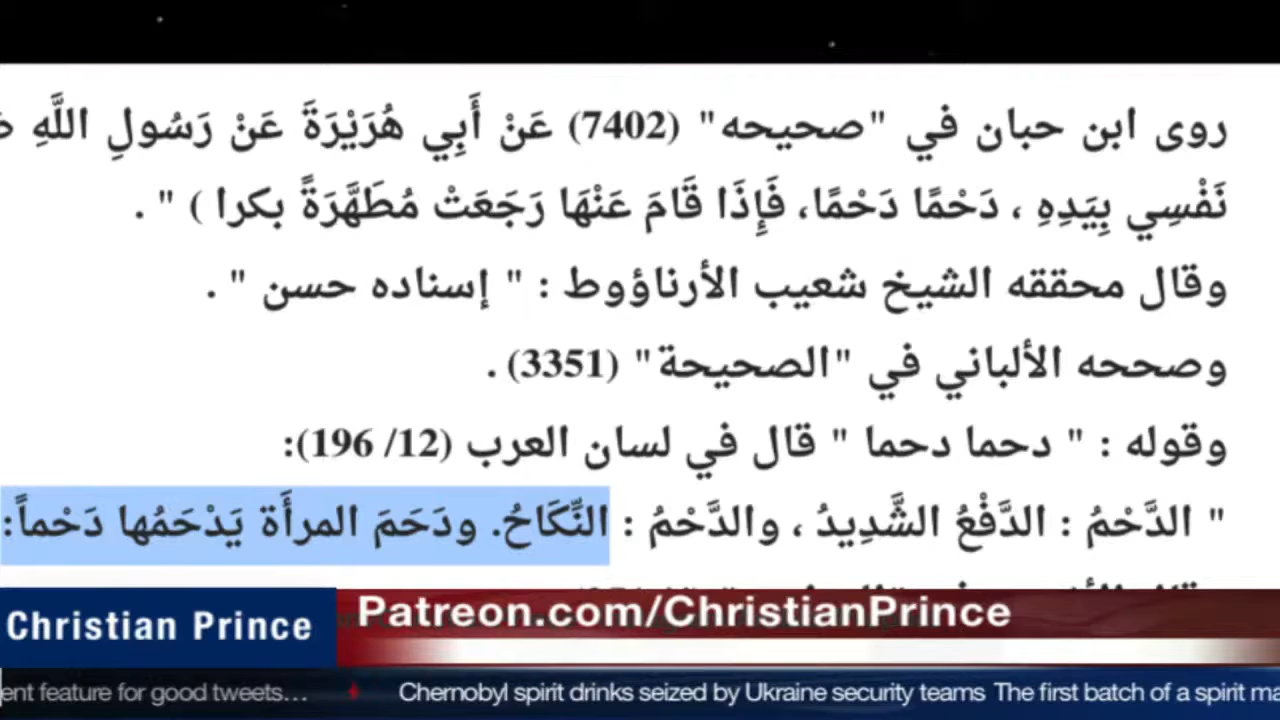 روى ابن حبان في "صحيحه" (7402) عَنْ أَبِي هُرَيْرَةَ عَنْ رَسُولِ اللَّهِ
نَفْسِي بِيَدِهِ ، دَحْمًا دَحْمًا، فَإِذَا قَامَ عَنْهَا رَجَعَتْ مُطَهَّرَةً بكرا ) " .
وقال محققه الشيخ شعيب الأرناؤوط : " إسناده حسن " .
وصححه الألباني في "الصحيحة" (3351) .
وقوله : " دحما دحما " قال في لسان العرب (12/ 196):
" الدَّحْمُ : الدَّفْعُ الشَّدِيدُ ، والدَّحْمُ : النِّكَاحُ. ودَحَمَ المرأَة يَدْحَمُها دَحْماً:
Christian Prince
Patreon.com/ChristianPrince
ent feature for good tweets... Chernobyl spirit drinks seized by Ukraine security teams The first batch of a spirit ma